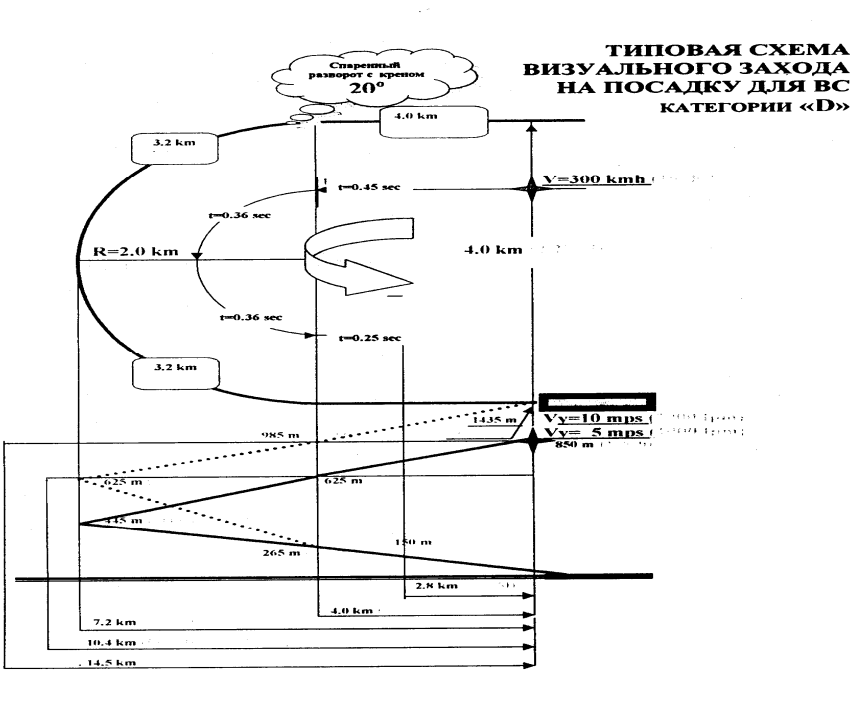 ТИПОВАЯ СХЕМА
ВИЗУАЛЬНОГО ЗАХОДА
НА ПОСАДКУ ДЛЯ ВС
КАТЕГОРИИ «D»
Спаренный
разворот с креном
20°
4.0 km
3.2 km
V=300 kmh
t=0.45 sec
t=0.36 sec
R=2.0 km
4.0 km
t=0.36 sec
t=0.25 sec
3.2 km
1435 m
Vy=10 mps
Vy= 5 mps
850 m
985 m
625 m
625 m
445 m
265 m
150 m
2.8 km
4.0 km
7.2 km
10.4 km
14.5 km